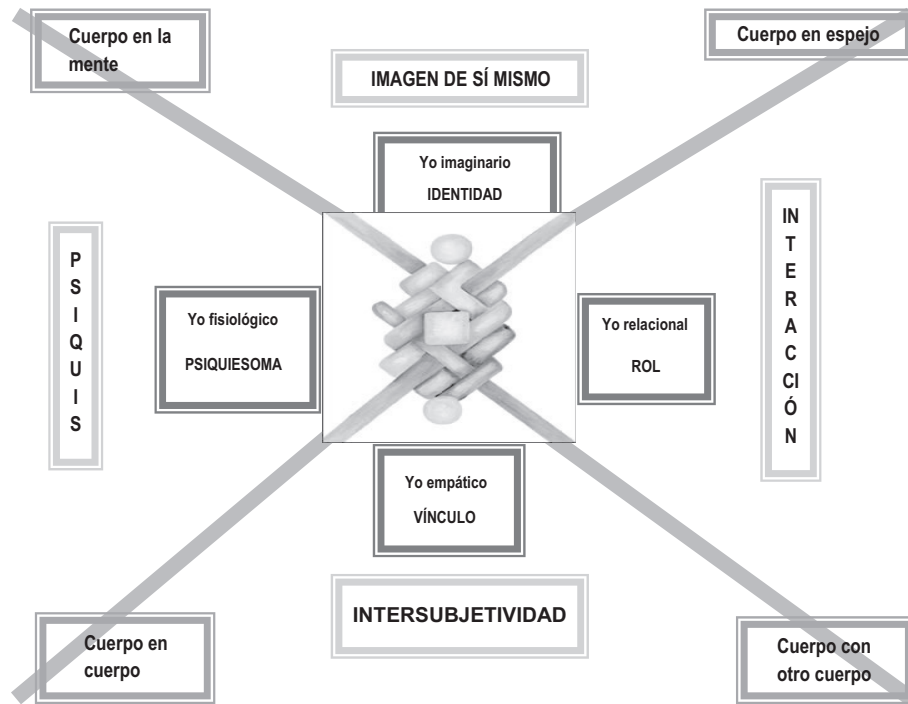 Cuerpo en la
mente
Cuerpo en espejo
IMAGEN DE SÍ MISMO
Yo imaginario
IDENTIDAD
P
S
I
Q
U
I
S
Yo fisiológico
PSIQUIESOMA
Yo relacional
ROL
IN
T
E
R
A
C
CI
Ó
N
Yo empático
VÍNCULO
INTERSUBJETIVIDAD
Cuerpo en
cuerpo
Cuerpo con
otro cuerpo